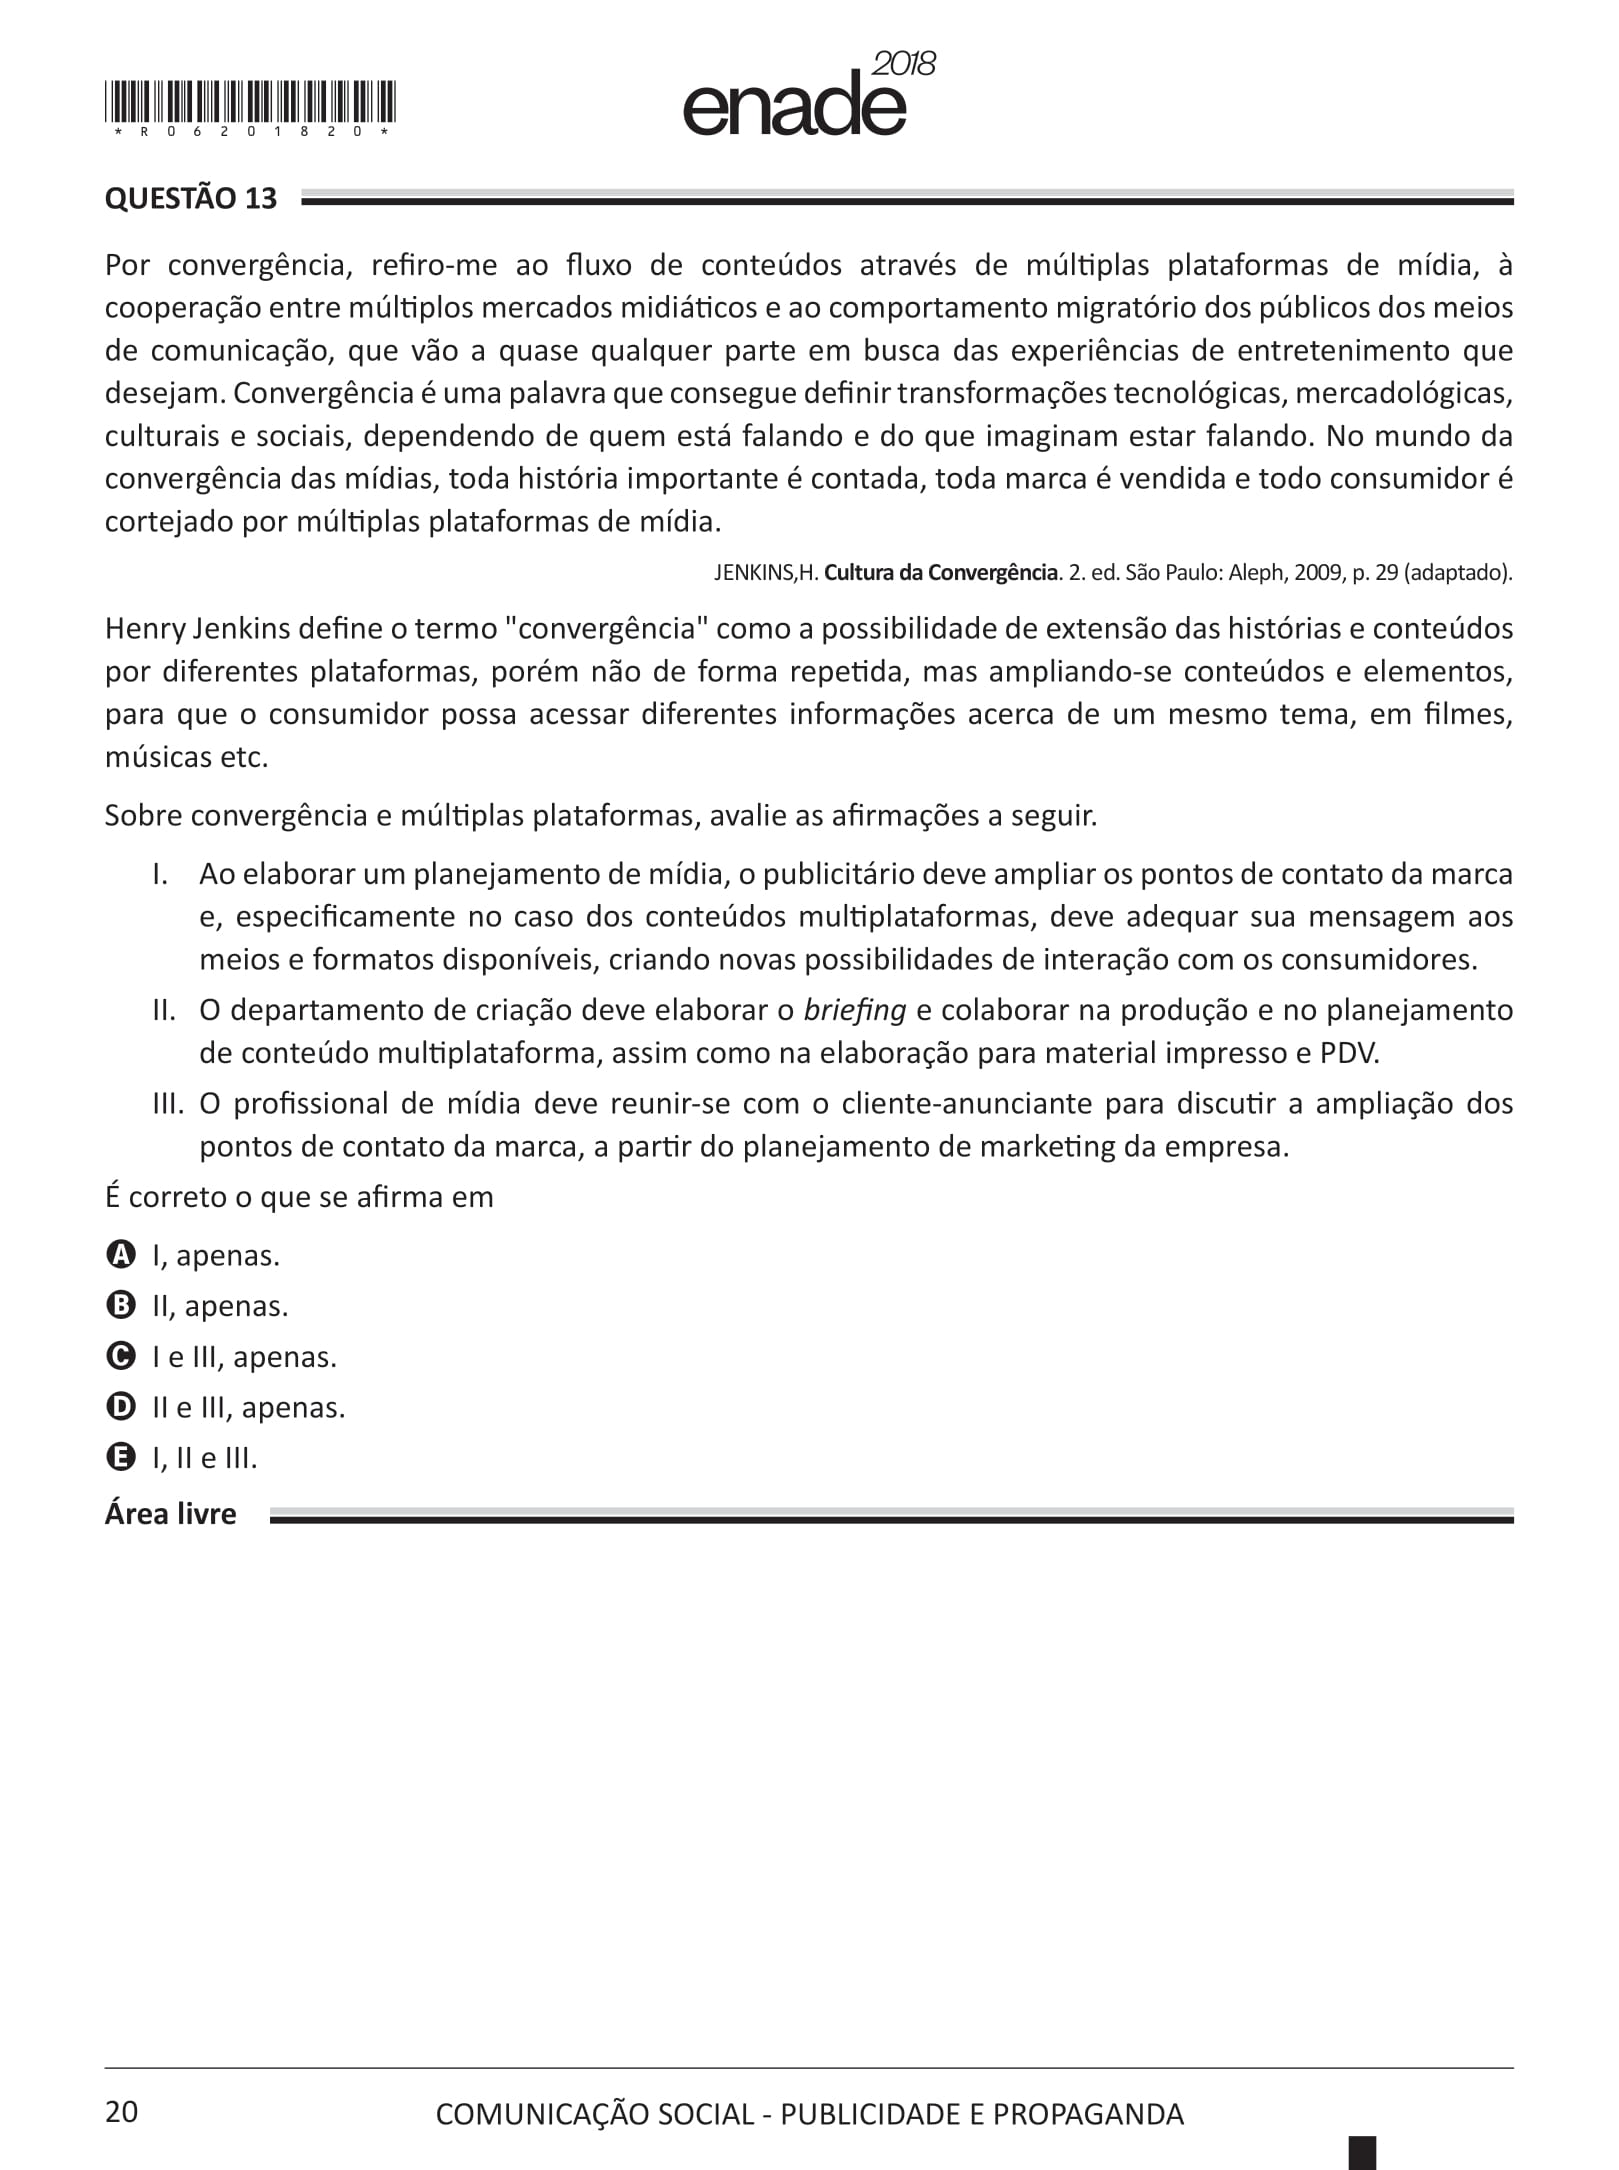 enade2018
*R06201820*
QUESTÃO 13
Por convergência, refiro-me ao fluxo de conteúdos através de múltiplas plataformas de mídia, à
cooperação entre múltiplos mercados midiáticos e ao comportamento migratório dos públicos dos meios
de comunicação, que vão a quase qualquer parte em busca das experiências de entretenimento que
desejam. Convergência é uma palavra que consegue definir transformações tecnológicas, mercadológicas,
culturais e sociais, dependendo de quem está falando e do que imaginam estar falando. No mundo da
convergência das mídias, toda história importante é contada, toda marca é vendida e todo consumidor é
cortejado por múltiplas plataformas de mídia.
JENKINS,H. Cultura da Convergência. 2. ed. São Paulo: Aleph, 2009, p. 29 (adaptado).
Henry Jenkins define o termo "convergência" como a possibilidade de extensão das histórias e conteúdos
por diferentes plataformas, porém não de forma repetida, mas ampliando-se conteúdos e elementos,
para que o consumidor possa acessar diferentes informações acerca de um mesmo tema, em filmes,
músicas etc.
Sobre convergência e múltiplas plataformas, avalie as afirmações a seguir.
I. Ao elaborar um planejamento de mídia, o publicitário deve ampliar os pontos de contato da marca
e, especificamente no caso dos conteúdos multiplataformas, deve adequar sua mensagem aos
meios e formatos disponíveis, criando novas possibilidades de interação com os consumidores.
II. O departamento de criação deve elaborar o briefing e colaborar na produção e no planejamento
de conteúdo multiplataforma, assim como na elaboração para material impresso e PDV.
III. O profissional de mídia deve reunir-se com o cliente-anunciante para discutir a ampliação dos
pontos de contato da marca, a partir do planejamento de marketing da empresa.
É correto o que se afirma em
A I, apenas.
B II, apenas.
C I e III, apenas.
D II e III, apenas.
E I, II e III.
Área livre
20
COMUNICAÇÃO SOCIAL - PUBLICIDADE E PROPAGANDA